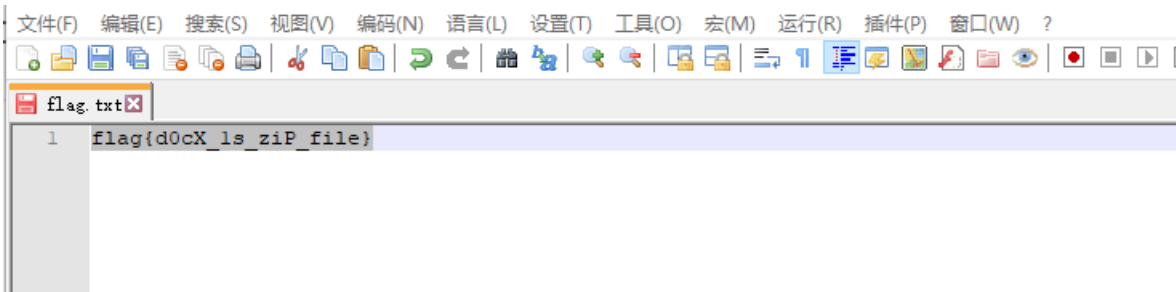 文件(F) 编辑(E) 搜索(S) 视图(V) 编码(N) 语言(L) 设置(T) 工具(O) 宏(M) 运行(R) 插件(P) 窗口(W) ?
flag.txt
1 flag{d0cX_1s_ziP_file}